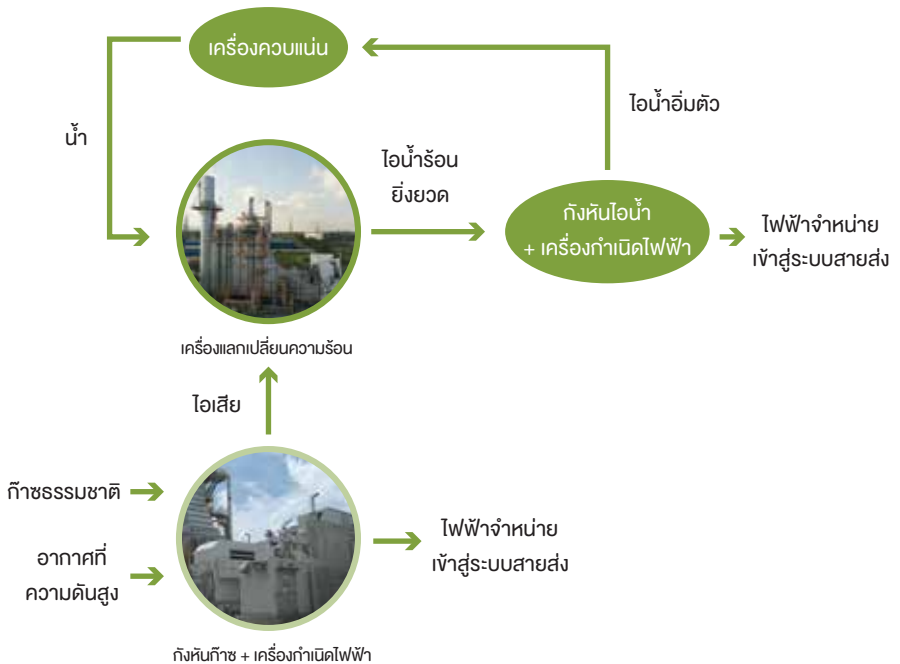 เครื่องควบแน่น
ไอน้ำอิ่มตัว
น้ำ
ไอน้ำร้อน
ยิ่งยวด
กังหันไอน้ำ
+ เครื่องกำเนิดไฟฟ้า
ไฟฟ้าจำหน่าย
เข้าสู่ระบบสายส่ง
เครื่องแลกเปลี่ยนความร้อน
ไอเสีย
ก๊าซธรรมชาติ
อากาศที่
ความดันสูง
ไฟฟ้าจำหน่าย
เข้าสู่ระบบสายส่ง
กังหันก๊าซ + เครื่องกำเนิดไฟฟ้า